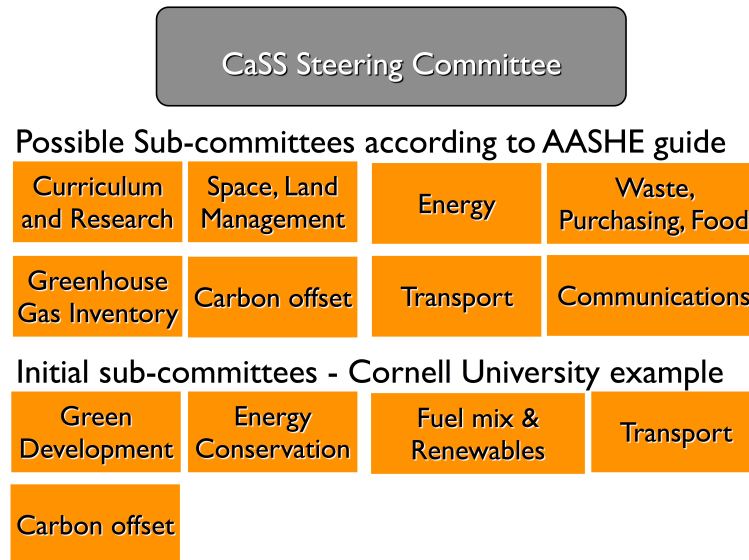 CaSS Steering Committee
Possible Sub-committees according to AASHE guide
Curriculum
and Research
Space, Land
Management
Energy
Waste,
Purchasing, Food
Greenhouse
Gas Inventory
Carbon offset
Transport
Communications
Initial sub-committees - Cornell University example
Green
Development
Energy
Conservation
Fuel mix &
Renewables
Transport
Carbon offset